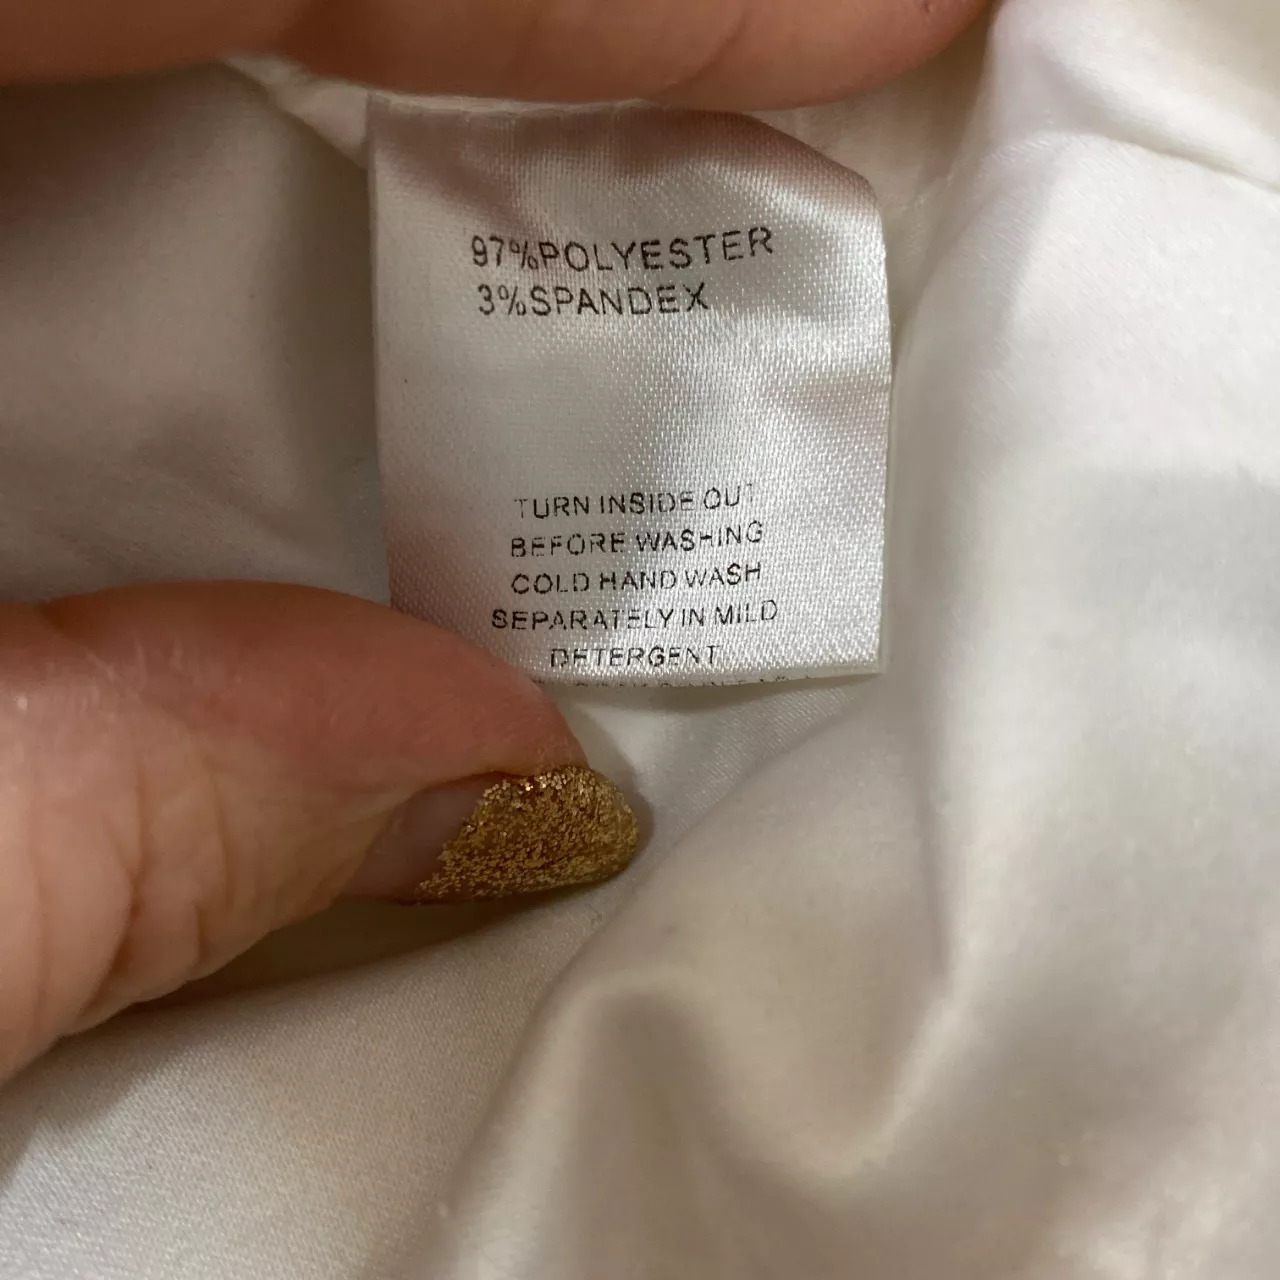 97%POLYESTER
3%SPANDEX
TURN INSIDE OUT
BEFORE WASHING
COLD HAND WASH
SEPARATELY IN MILD
DETERGENT